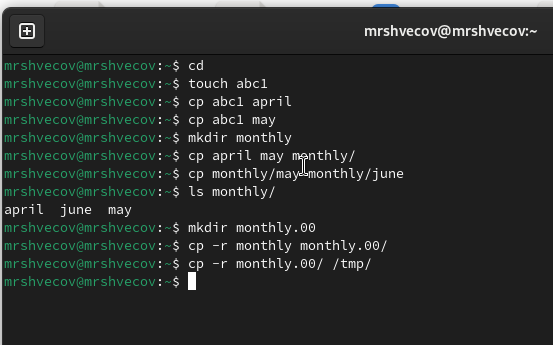 mrshvecov@mrshvecov:~
mrshvecov@mrshvecov:~$ cd
mrshvecov@mrshvecov:~$ touch abc1
mrshvecov@mrshvecov:~$ cp abc1 april
mrshvecov@mrshvecov:~$ cp abc1 may
mrshvecov@mrshvecov:~$ mkdir monthly
mrshvecov@mrshvecov:~$ cp april may monthly/
mrshvecov@mrshvecov:~$ cp monthly/may monthly/june
mrshvecov@mrshvecov:~$ ls monthly/
april  june  may
mrshvecov@mrshvecov:~$ mkdir monthly.00
mrshvecov@mrshvecov:~$ cp -r monthly monthly.00/
mrshvecov@mrshvecov:~$ cp -r monthly.00/ /tmp/
mrshvecov@mrshvecov:~$